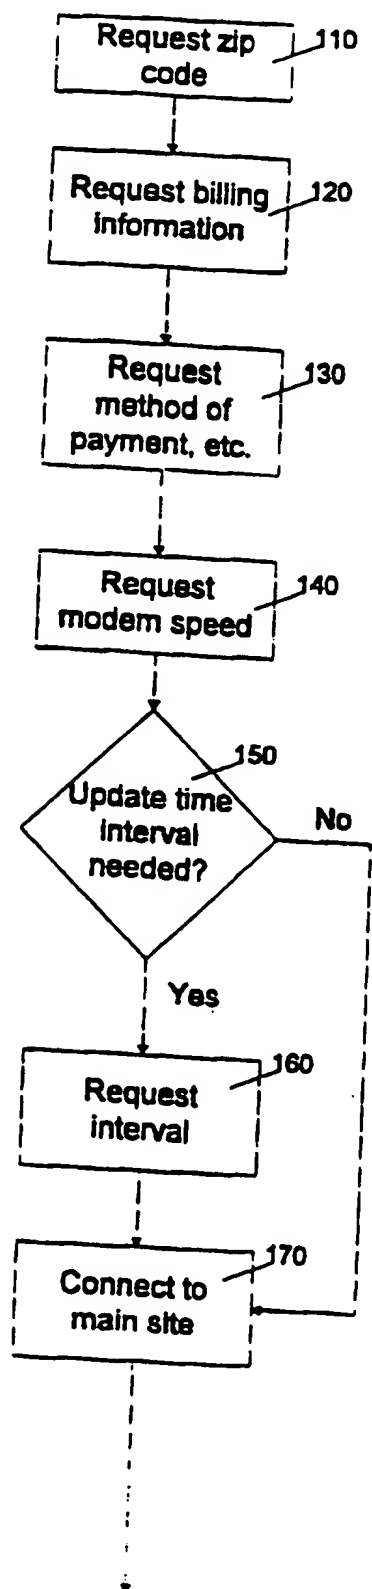 Request zip
code
110
Request billing
information
120
Request
method of
payment, etc.
130
Request
modem speed
140
Update time
interval
needed?
150
No
Yes
Request
interval
160
Connect to
main site
170